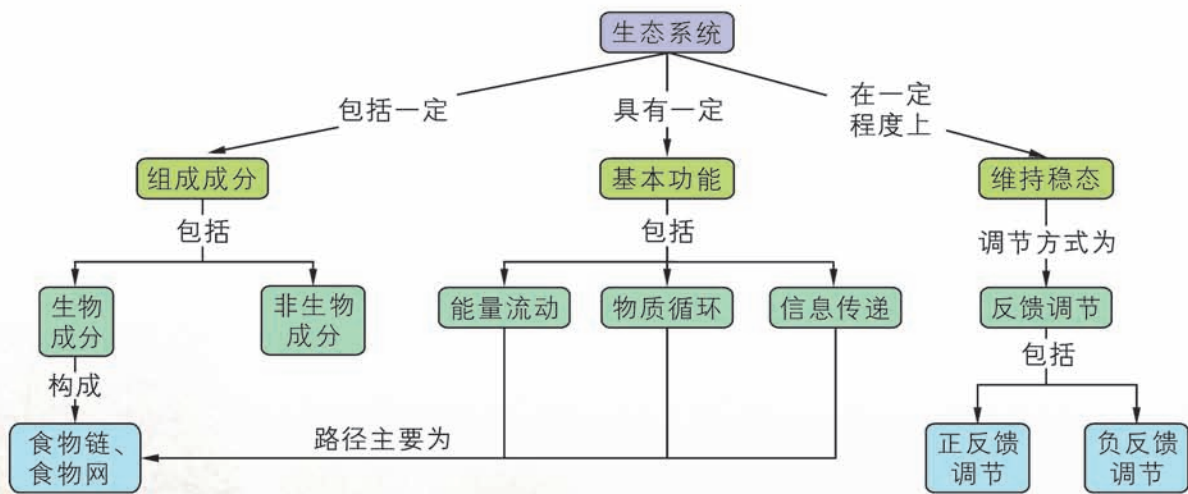 生态系统
包括一定
具有一定
在一定
程度上
组成成分
基本功能
维持稳态
包括
包括
调节方式为
生物
成分
非生物
成分
能量流动
物质循环
信息传递
反馈调节
构成
包括
食物链、
食物网
路径主要为
正反馈
调节
负反馈
调节